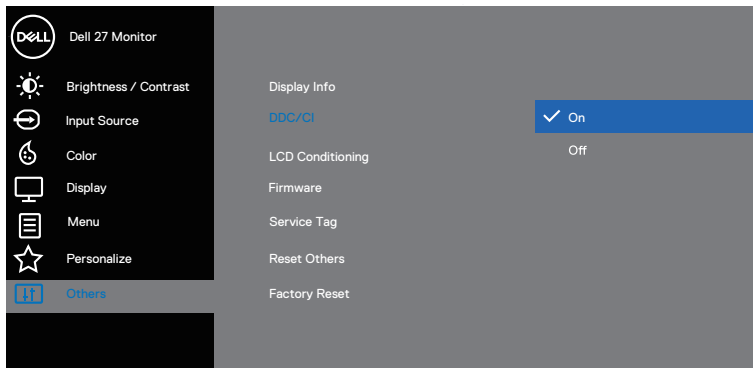 DELL
Dell 27 Monitor
Brightness / Contrast
Input Source
Color
Display
Menu
Personalize
Others
Display Info
DDC/CI
LCD Conditioning
Firmware
Service Tag
Reset Others
Factory Reset
On
Off